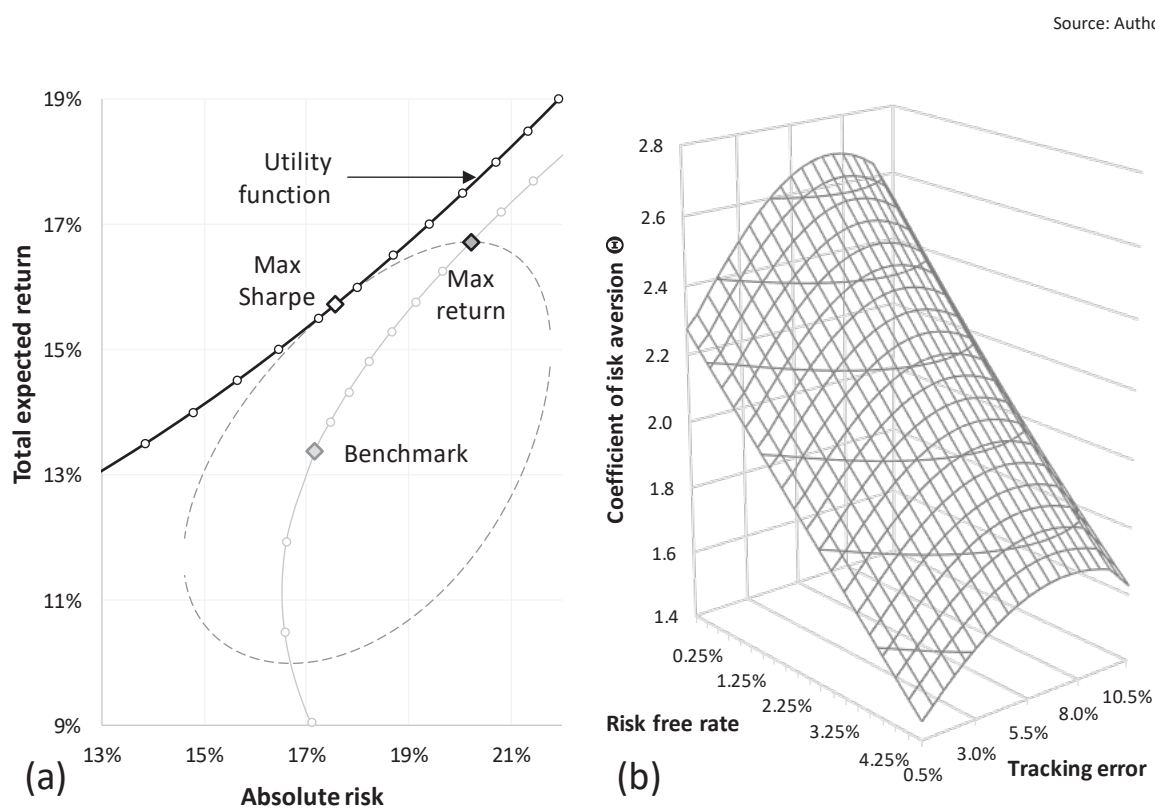 Source: Autho
19%
17%
15%
13%
11%
9%
13%
15%
17%
19%
21%
Total expected return
Absolute risk
Utility
function
Max
Sharpe
Max
return
Benchmark
(a)
2.8
2.6
2.4
2.2
2.0
1.8
1.6
1.4
Coefficient of isk aversion Θ
0.25%
1.25%
2.25%
3.25%
4.25%
Risk free rate
0.5%
3.0%
5.5%
8.0%
10.5%
Tracking error
(b)